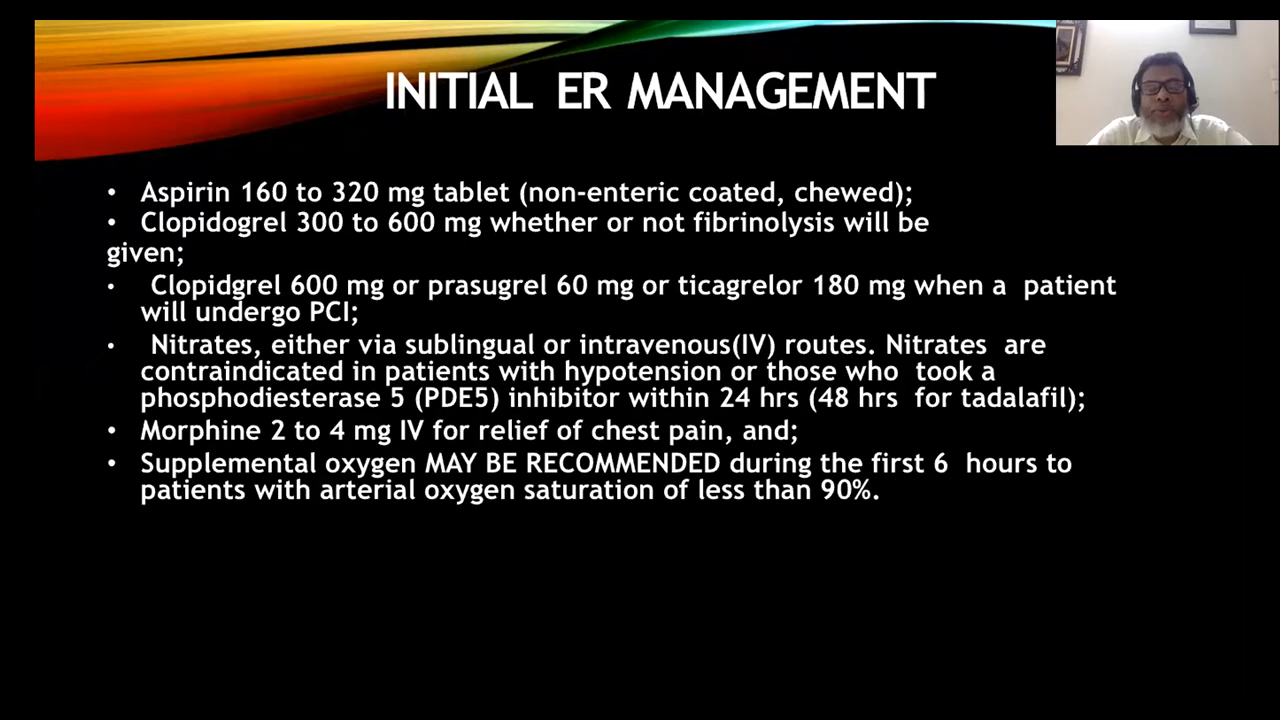 INITIAL ER MANAGEMENT
• Aspirin 160 to 320 mg tablet (non-enteric coated, chewed);
• Clopidogrel 300 to 600 mg whether or not fibrinolysis will be
given;
• Clopidgrel 600 mg or prasugrel 60 mg or ticagrelor 180 mg when a patient
will undergo PCI;
• Nitrates, either via sublingual or intravenous(IV) routes. Nitrates are
contraindicated in patients with hypotension or those who took a
phosphodiesterase 5 (PDE5) inhibitor within 24 hrs (48 hrs for tadalafil);
• Morphine 2 to 4 mg IV for relief of chest pain, and;
• Supplemental oxygen MAY BE RECOMMENDED during the first 6 hours to
patients with arterial oxygen saturation of less than 90%.